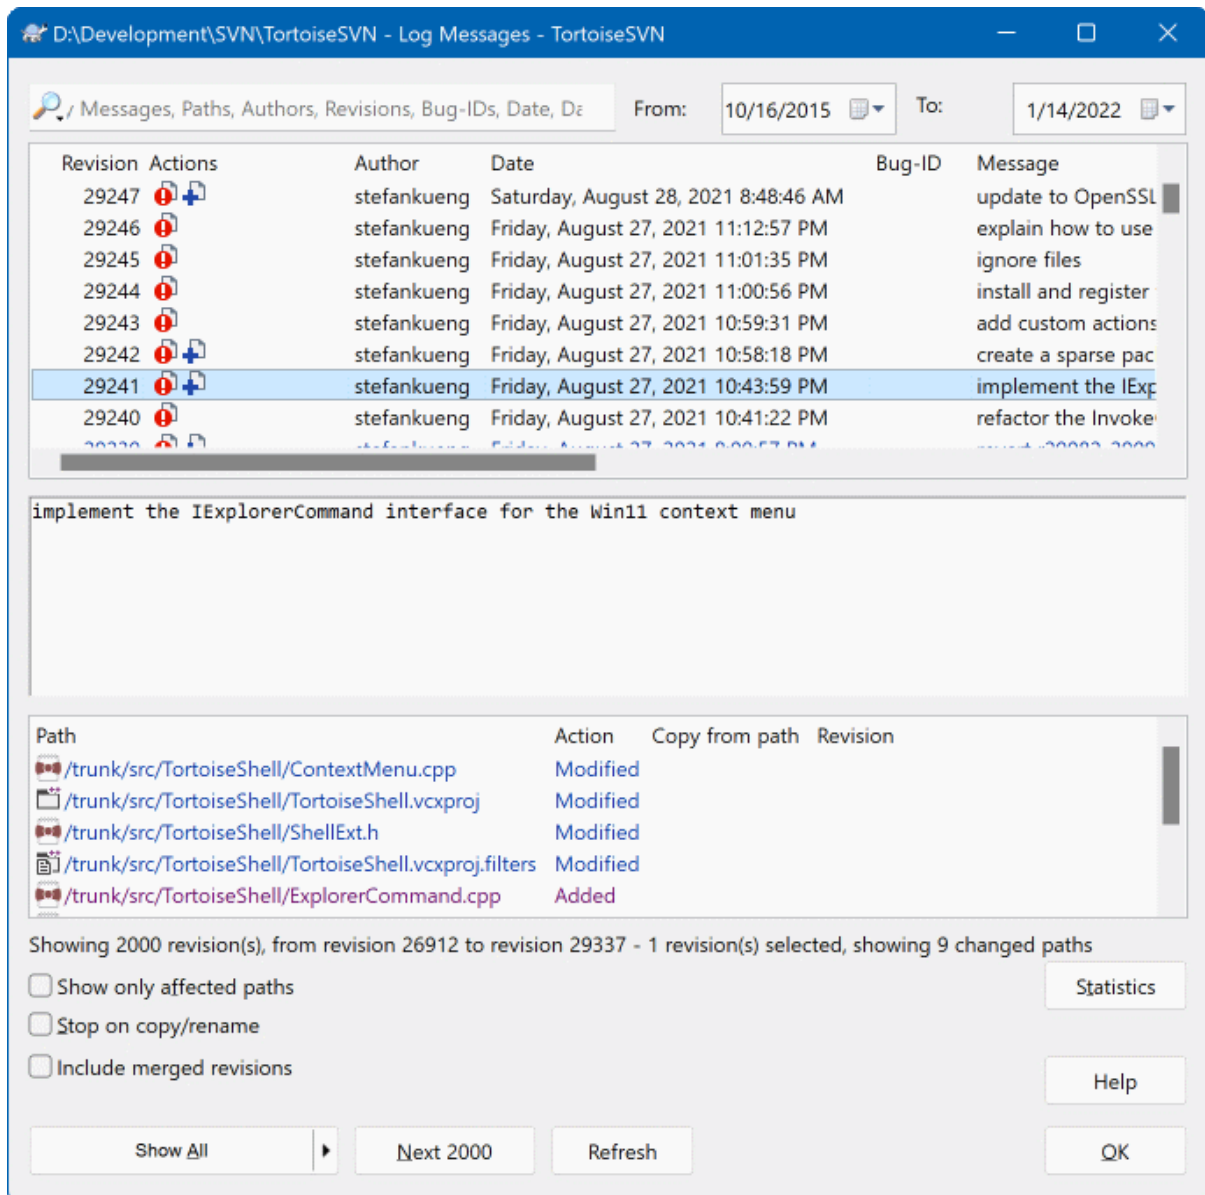 D:\Development\SVN\TortoiseSVN - Log Messages - TortoiseSVN
Messages, Paths, Authors, Revisions, Bug-IDs, Date, Da From: 10/16/2015 To: 1/14/2022
Revision Actions Author Date Bug-ID Message
29247 stefankueng Saturday, August 28, 2021 8:48:46 AM update to OpenSSL
29246 stefankueng Friday, August 27, 2021 11:12:57 PM explain how to use
29245 stefankueng Friday, August 27, 2021 11:01:35 PM ignore files
29244 stefankueng Friday, August 27, 2021 11:00:56 PM install and register
29243 stefankueng Friday, August 27, 2021 10:59:31 PM add custom actions
29242 stefankueng Friday, August 27, 2021 10:58:18 PM create a sparse pac
29241 stefankueng Friday, August 27, 2021 10:43:59 PM implement the IExp
29240 stefankueng Friday, August 27, 2021 10:41:22 PM refactor the Invoke
implement the IExplorerCommand interface for the Win11 context menu
Path Action Copy from path Revision
/trunk/src/TortoiseShell/ContextMenu.cpp Modified
/trunk/src/TortoiseShell/TortoiseShell.vcxproj Modified
/trunk/src/TortoiseShell/ShellExt.h Modified
/trunk/src/TortoiseShell/TortoiseShell.vcxproj.filters Modified
/trunk/src/TortoiseShell/ExplorerCommand.cpp Added
Showing 2000 revision(s), from revision 26912 to revision 29337 - 1 revision(s) selected, showing 9 changed paths
Show only affected paths Statistics
Stop on copy/rename
Include merged revisions
Help
Show All Next 2000 Refresh OK